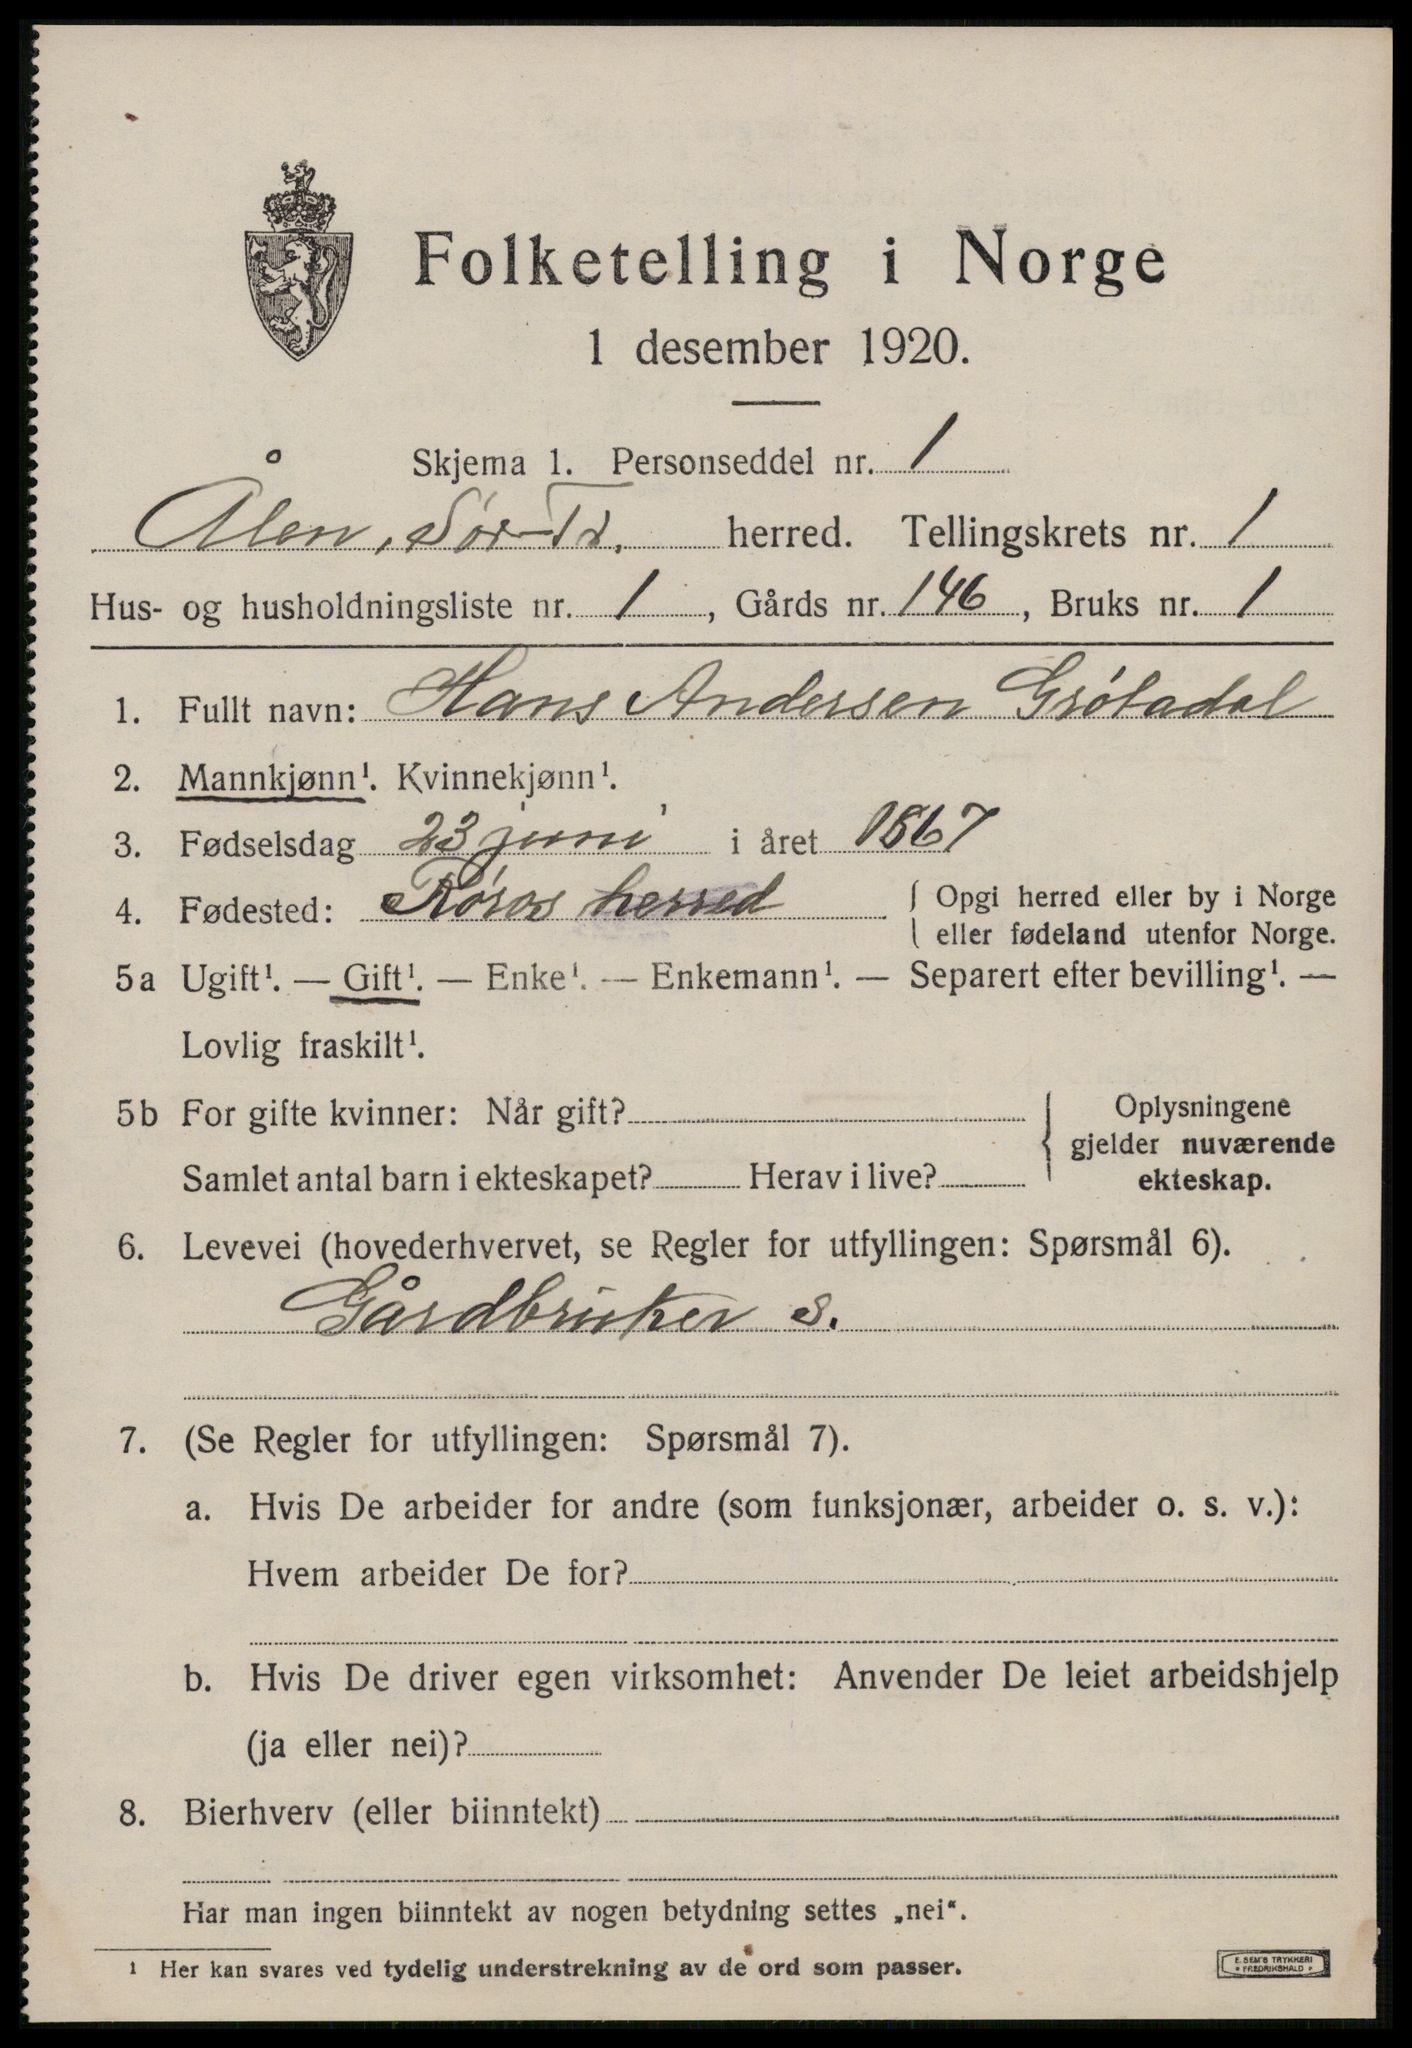 Folketelling i Norge
1 desember 1920.
Skjema 1. Personseddel nr. 1
Ålen, Sør-Tr. herred. Tellingskrets nr. 1
Hus- og husholdningsliste nr. 1, Gårds nr. 146, Bruks nr. 1
1. Fullt navn: Hans Andersen Grøtadal
2. Mannkjønn¹. Kvinnekjønn¹.
3. Fødselsdag 23 juni i året 1867
4. Fødested: Røros herred { Opgi herred eller by i Norge
eller fødeland utenfor Norge.
5a Ugift¹. — Gift¹. — Enke¹. — Enkemann¹. — Separert efter bevilling¹. —
Lovlig fraskilt¹.
5b For gifte kvinner: Når gift?
Samlet antal barn i ekteskapet? Herav i live?
Oplysningene
gjelder nuværende
ekteskap.
6. Levevei (hovederhvervet, se Regler for utfyllingen: Spørsmål 6).
Gårdbruker s.
7. (Se Regler for utfyllingen: Spørsmål 7).
a. Hvis De arbeider for andre (som funksjonær, arbeider o. s. v.):
Hvem arbeider De for?
b. Hvis De driver egen virksomhet: Anvender De leiet arbeidshjelp
(ja eller nei)?
8. Bierhverv (eller biinntekt)
Har man ingen biinntekt av nogen betydning settes „nei“.
¹ Her kan svares ved tydelig understrekning av de ord som passer.
E. SEM'S TRYKKERI
• FREDRIKSHALD •